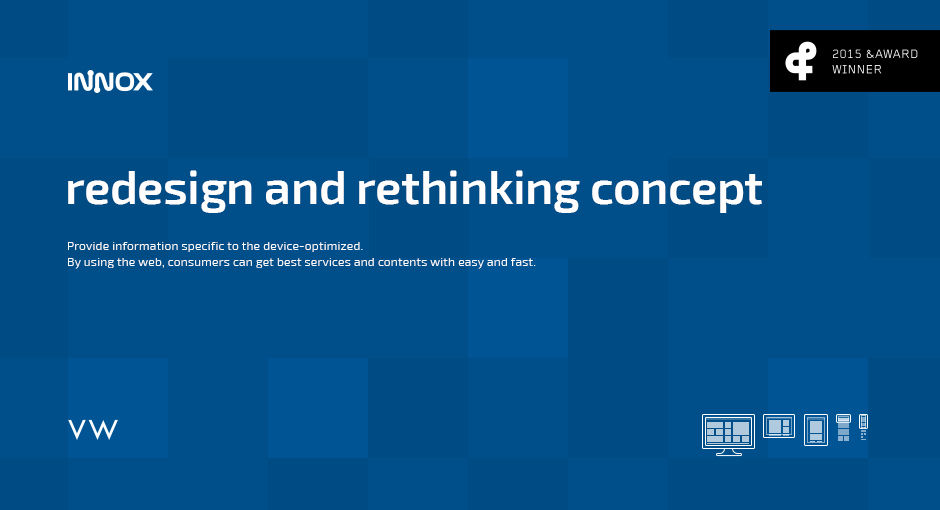 INNOX
2015 &AWARD
WINNER
redesign and rethinking concept
Provide information specific to the device-optimized.
By using the web, consumers can get best services and contents with easy and fast.
VW